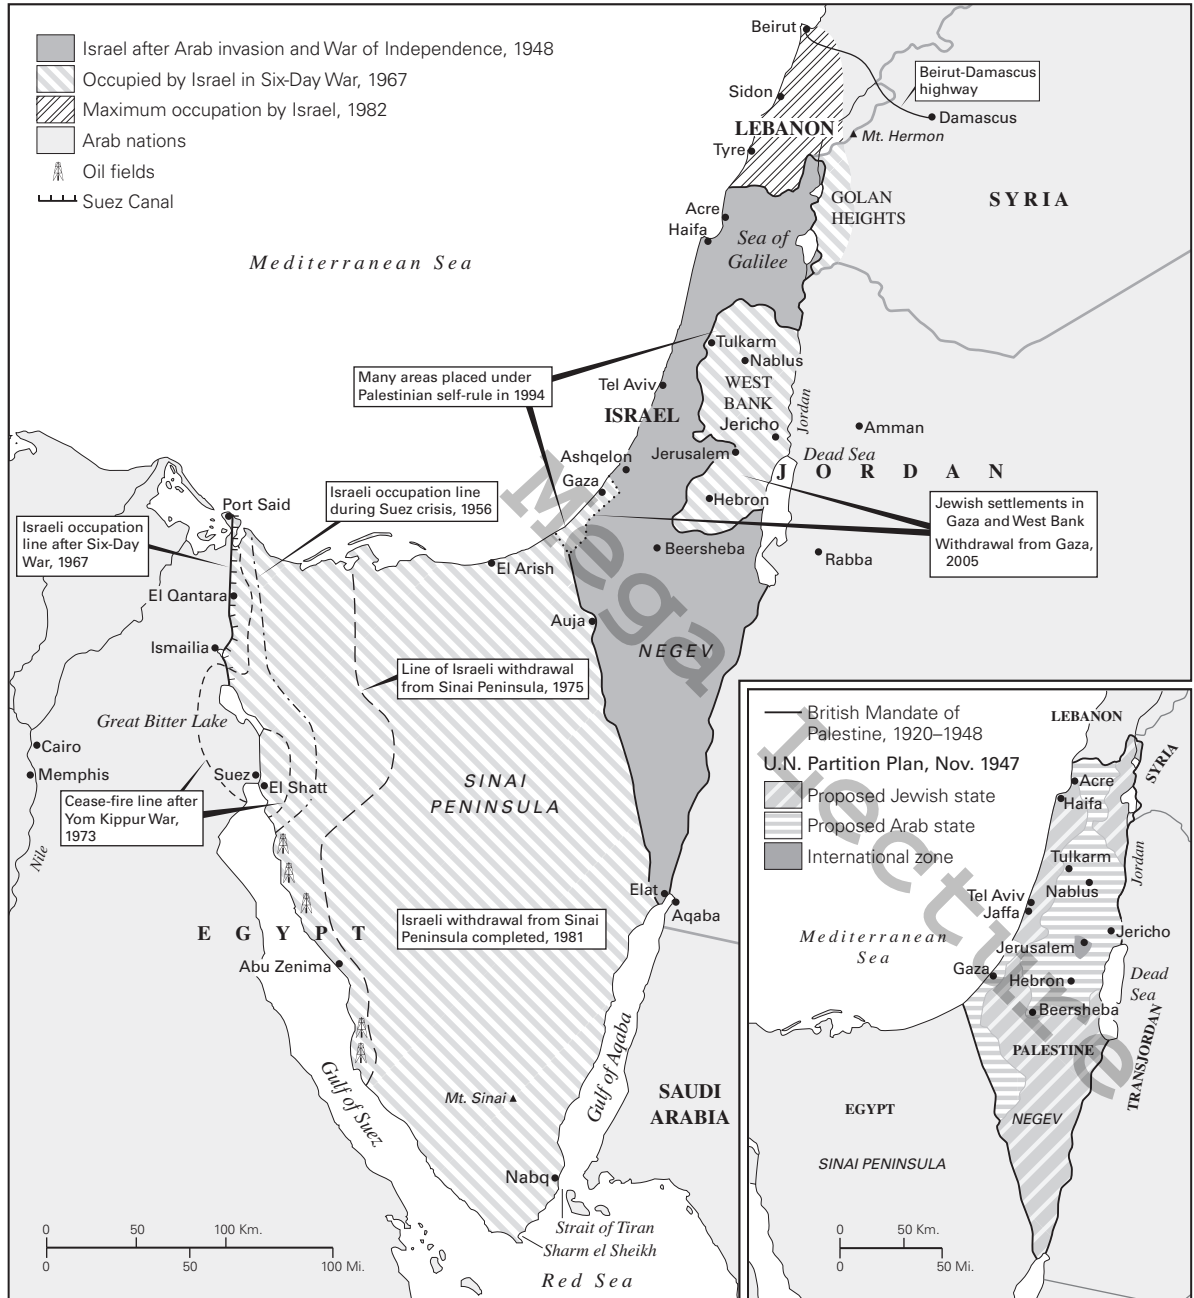 Israel after Arab invasion and War of Independence, 1948
Occupied by Israel in Six-Day War, 1967
Maximum occupation by Israel, 1982
Arab nations
Oil fields
Suez Canal
Beirut
Beirut-Damascus
highway
Sidon
Damascus
LEBANON
Mt. Hermon
Tyre
GOLAN
HEIGHTS
SYRIA
Acre
Haifa
Sea of
Galilee
Mediterranean Sea
Tulkarm
Nablus
Many areas placed under
Palestinian self-rule in 1994
Tel Aviv
WEST
BANK
ISRAEL
Jericho
Jordan
Amman
Jerusalem
Dead Sea
Ashqelon
JORDAN
Gaza
Hebron
Jewish settlements in
Gaza and West Bank
Withdrawal from Gaza,
2005
Port Said
Israeli occupation line
during Suez crisis, 1956
Israeli occupation
line after Six-Day
War, 1967
Beersheba
Rabba
El Arish
El Qantara
Auja
Ismailia
NEGEV
Line of Israeli withdrawal
from Sinai Peninsula, 1975
Great Bitter Lake
Cairo
Memphis
Suez
El Shatt
SINAI
PENINSULA
Cease-fire line after
Yom Kippur War,
1973
Nile
Elat
Aqaba
EGYPT
Israeli withdrawal from Sinai
Peninsula completed, 1981
Abu Zenima
Gulf of Suez
Gulf of Aqaba
Mt. Sinai
SAUDI
ARABIA
Nabq
Strait of Tiran
Sharm el Sheikh
Red Sea
0 50 100 Km.
0 50 100 Mi.
British Mandate of
Palestine, 1920–1948
U.N. Partition Plan, Nov. 1947
Proposed Jewish state
Proposed Arab state
International zone
LEBANON
SYRIA
Acre
Haifa
Tulkarm
Jordan
Nablus
Tel Aviv
Jaffa
Jericho
Mediterranean
Sea
Jerusalem
Gaza
Hebron
Dead
Sea
Beersheba
PALESTINE
TRANSJORDAN
EGYPT
NEGEV
SINAI PENINSULA
0 50 Km.
0 50 Mi.
Mega Lecture